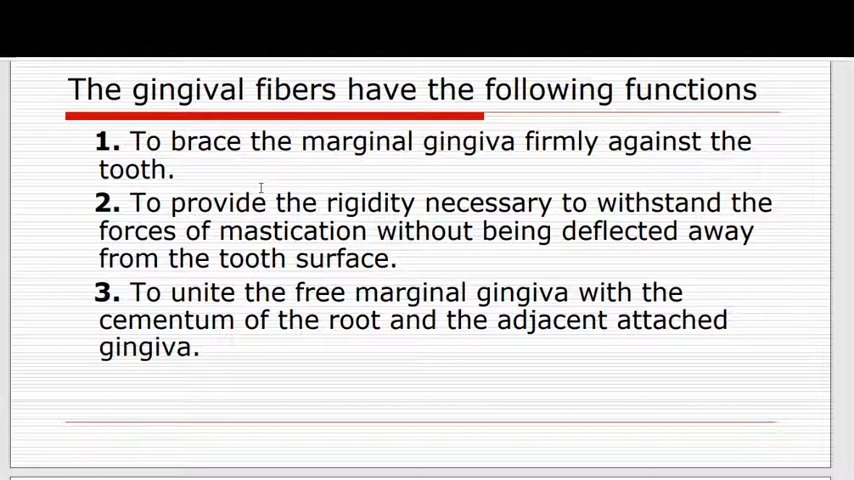 The gingival fibers have the following functions
1. To brace the marginal gingiva firmly against the
tooth.
2. To provide the rigidity necessary to withstand the
forces of mastication without being deflected away
from the tooth surface.
3. To unite the free marginal gingiva with the
cementum of the root and the adjacent attached
gingiva.